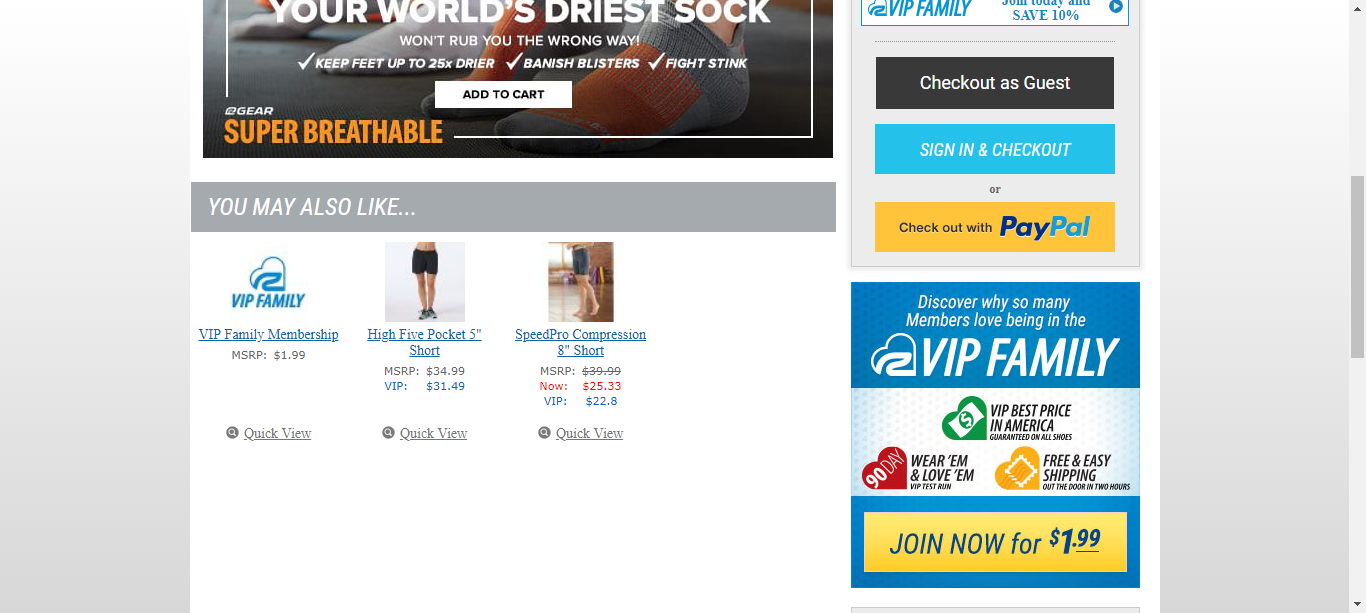 YOUR WORLD'S DRIEST SOCK
WON'T RUB YOU THE WRONG WAY!
KEEP FEET UP TO 25x DRIER BANISH BLISTERS FIGHT STINK
ADD TO CART
GEAR
SUPER BREATHABLE
YOU MAY ALSO LIKE...
VIP FAMILY
VIP Family Membership
MSRP: $1.99
Quick View
High Five Pocket 5"
Short
MSRP: $34.99
VIP: $31.49
Quick View
SpeedPro Compression
8" Short
MSRP: $39.99
Now: $25.33
VIP: $22.8
Quick View
VIP FAMILY
Join today and
SAVE 10%
Checkout as Guest
SIGN IN & CHECKOUT
or
Check out with PayPal
Discover why so many
Members love being in the
VIP FAMILY
VIP BEST PRICE
IN AMERICA
GUARANTEED ON ALL SHOES
90 DAY
WEAR 'EM
& LOVE 'EM
VIP TEST RUN
FREE & EASY
SHIPPING
OUT THE DOOR IN TWO HOURS
JOIN NOW for $1.99